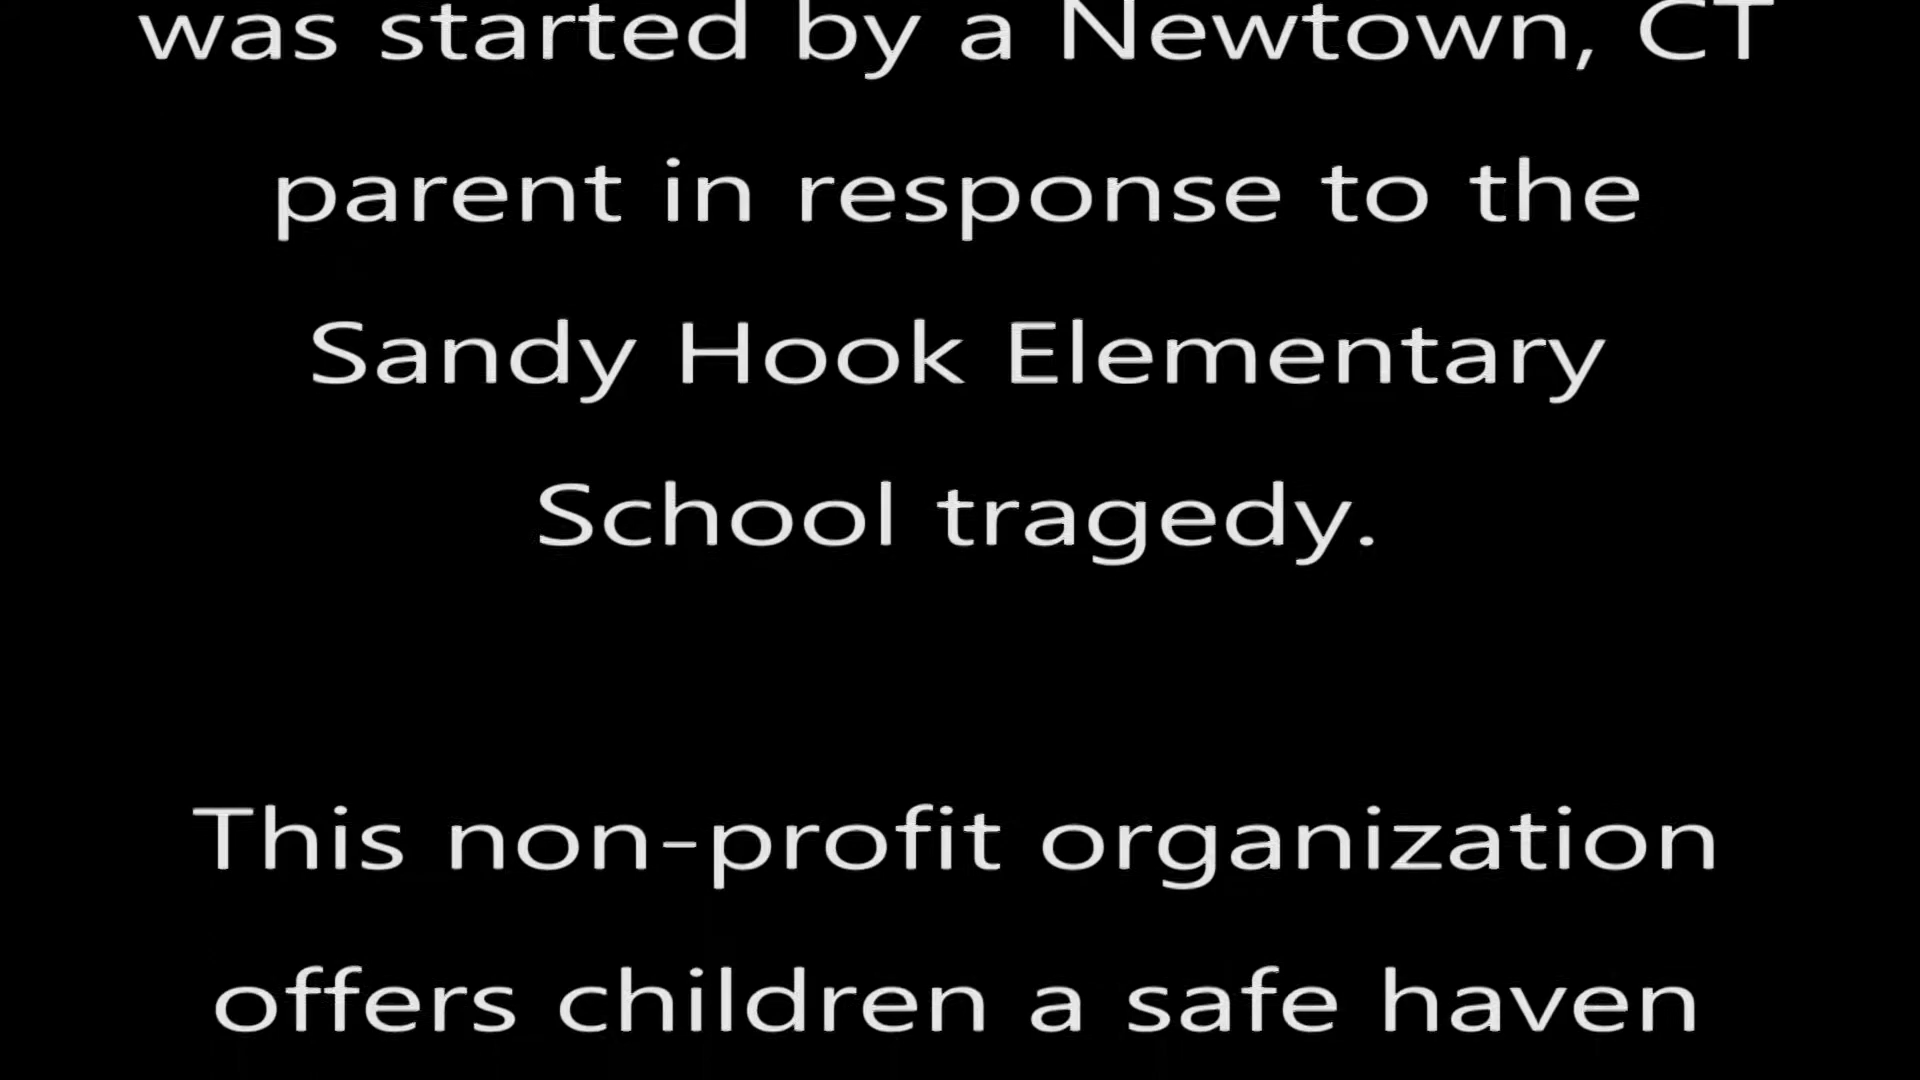 was started by a Newtown, CT
parent in response to the
Sandy Hook Elementary
School tragedy.
This non-profit organization
offers children a safe haven